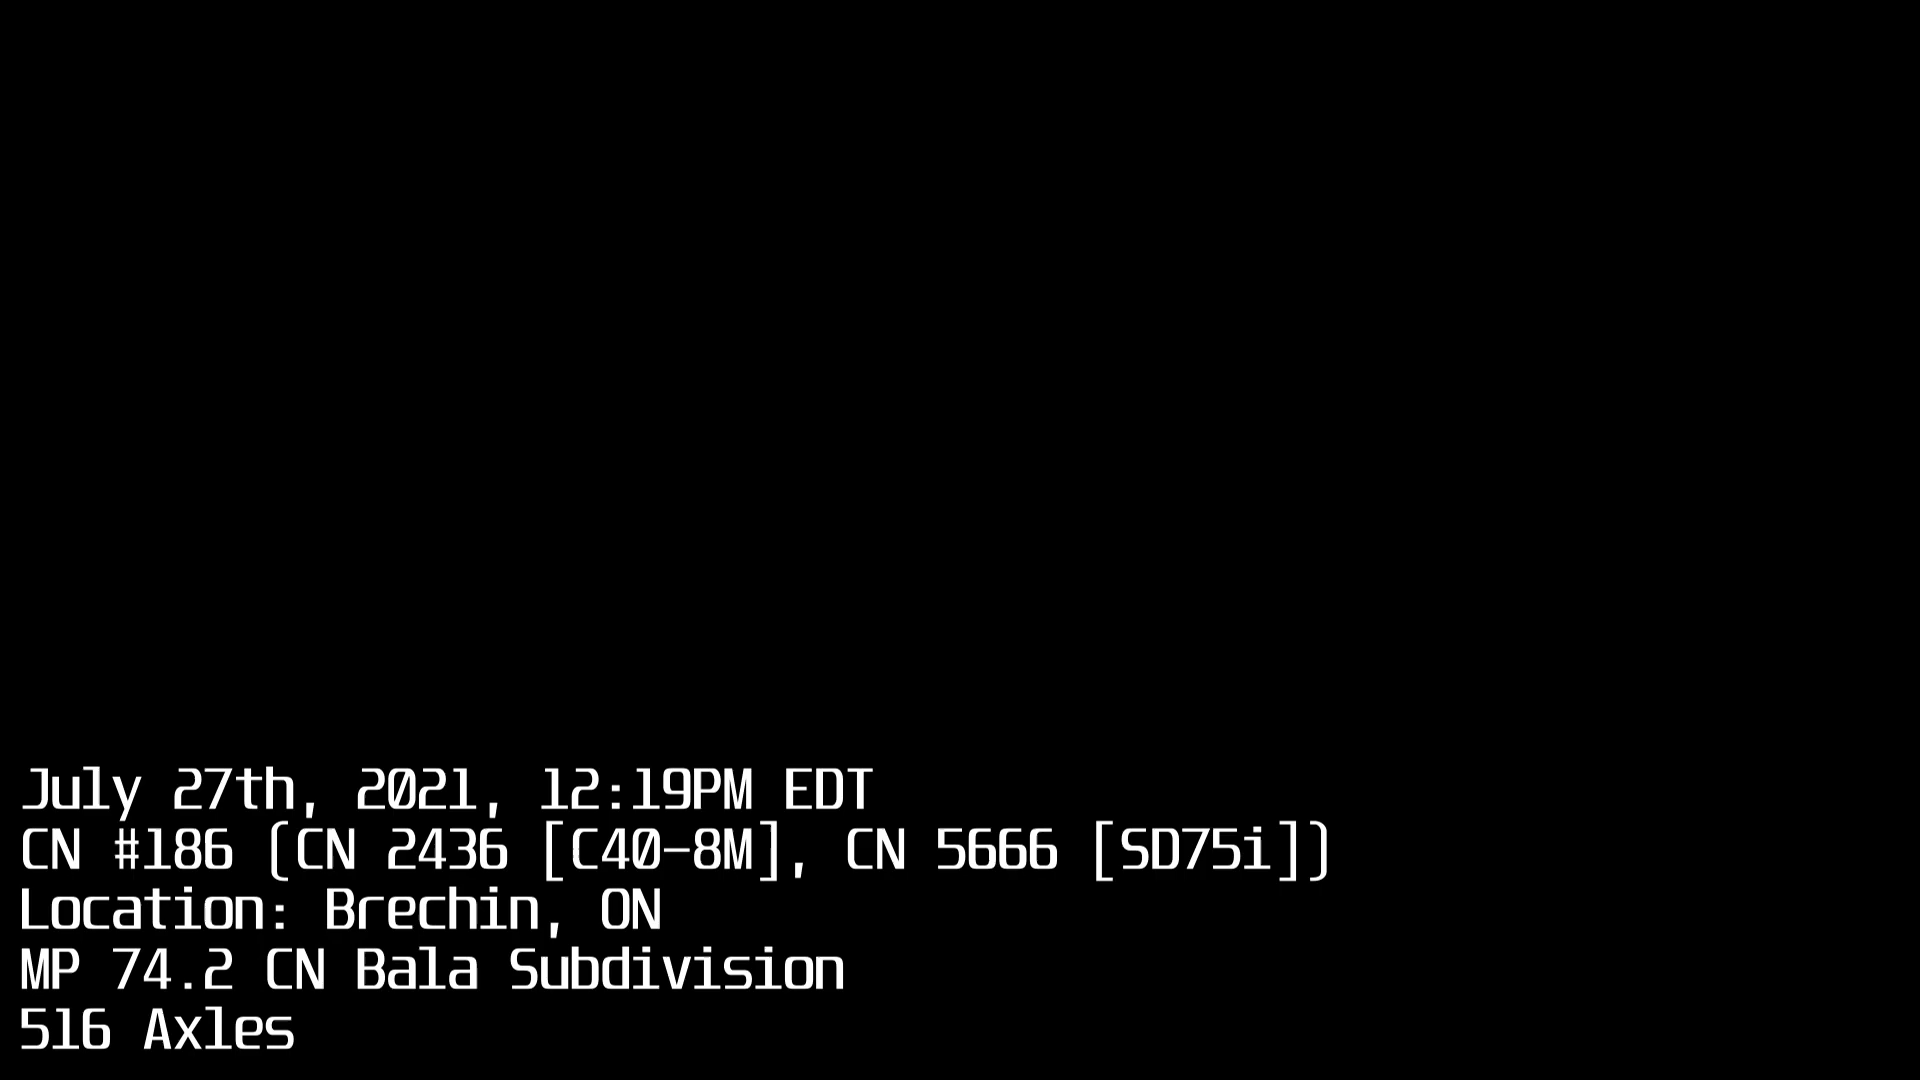 July 27th, 2021, 12:19PM EDT
CN #186 (CN 2436 [C40-8M], CN 5666 [SD75i])
Location: Brechin, ON
MP 74.2 CN Bala Subdivision
516 Axles